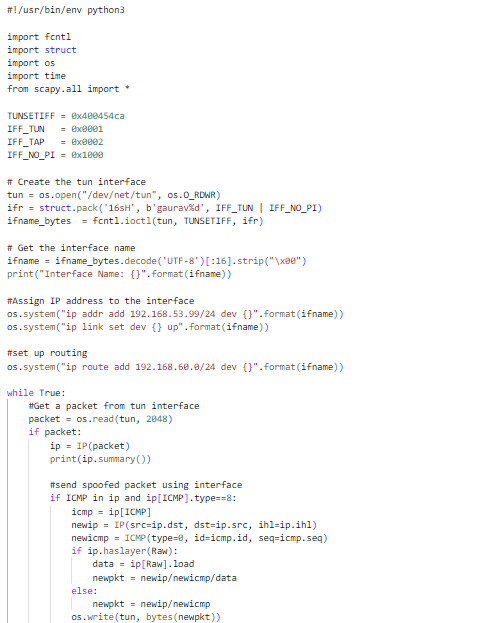 #!/usr/bin/env python3

import fcntl
import struct
import os
import time
from scapy.all import *

TUNSETIFF = 0x400454ca
IFF_TUN   = 0x0001
IFF_TAP   = 0x0002
IFF_NO_PI = 0x1000

# Create the tun interface
tun = os.open("/dev/net/tun", os.O_RDWR)
ifr = struct.pack('16sH', b'gaurav%d', IFF_TUN | IFF_NO_PI)
ifname_bytes  = fcntl.ioctl(tun, TUNSETIFF, ifr)

# Get the interface name
ifname = ifname_bytes.decode('UTF-8')[:16].strip("\x00")
print("Interface Name: {}".format(ifname))

#Assign IP address to the interface
os.system("ip addr add 192.168.53.99/24 dev {}".format(ifname))
os.system("ip link set dev {} up".format(ifname))

#set up routing
os.system("ip route add 192.168.60.0/24 dev {}".format(ifname))

while True:
    #Get a packet from tun interface
    packet = os.read(tun, 2048)
    if packet:
        ip = IP(packet)
        print(ip.summary())

        #send spoofed packet using interface
        if ICMP in ip and ip[ICMP].type==8:
            icmp = ip[ICMP]
            newip = IP(src=ip.dst, dst=ip.src, ihl=ip.ihl)
            newicmp = ICMP(type=0, id=icmp.id, seq=icmp.seq)
            if ip.haslayer(Raw):
                data = ip[Raw].load
                newpkt = newip/newicmp/data
            else:
                newpkt = newip/newicmp
            os.write(tun, bytes(newpkt))